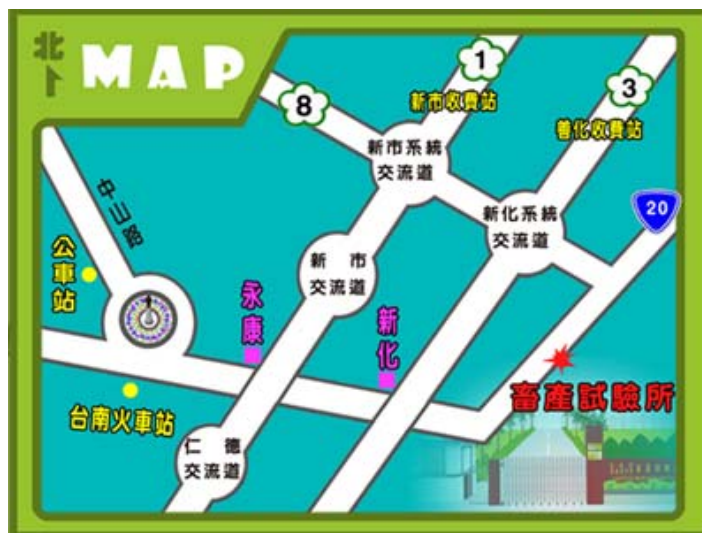 北
MAP
1
新市收費站
8
3
善化收費站
新市系統
交流道
中山路
20
新化系統
交流道
公車站
新市
交流道
永康
新化
畜產試驗所
台南火車站
仁德
交流道